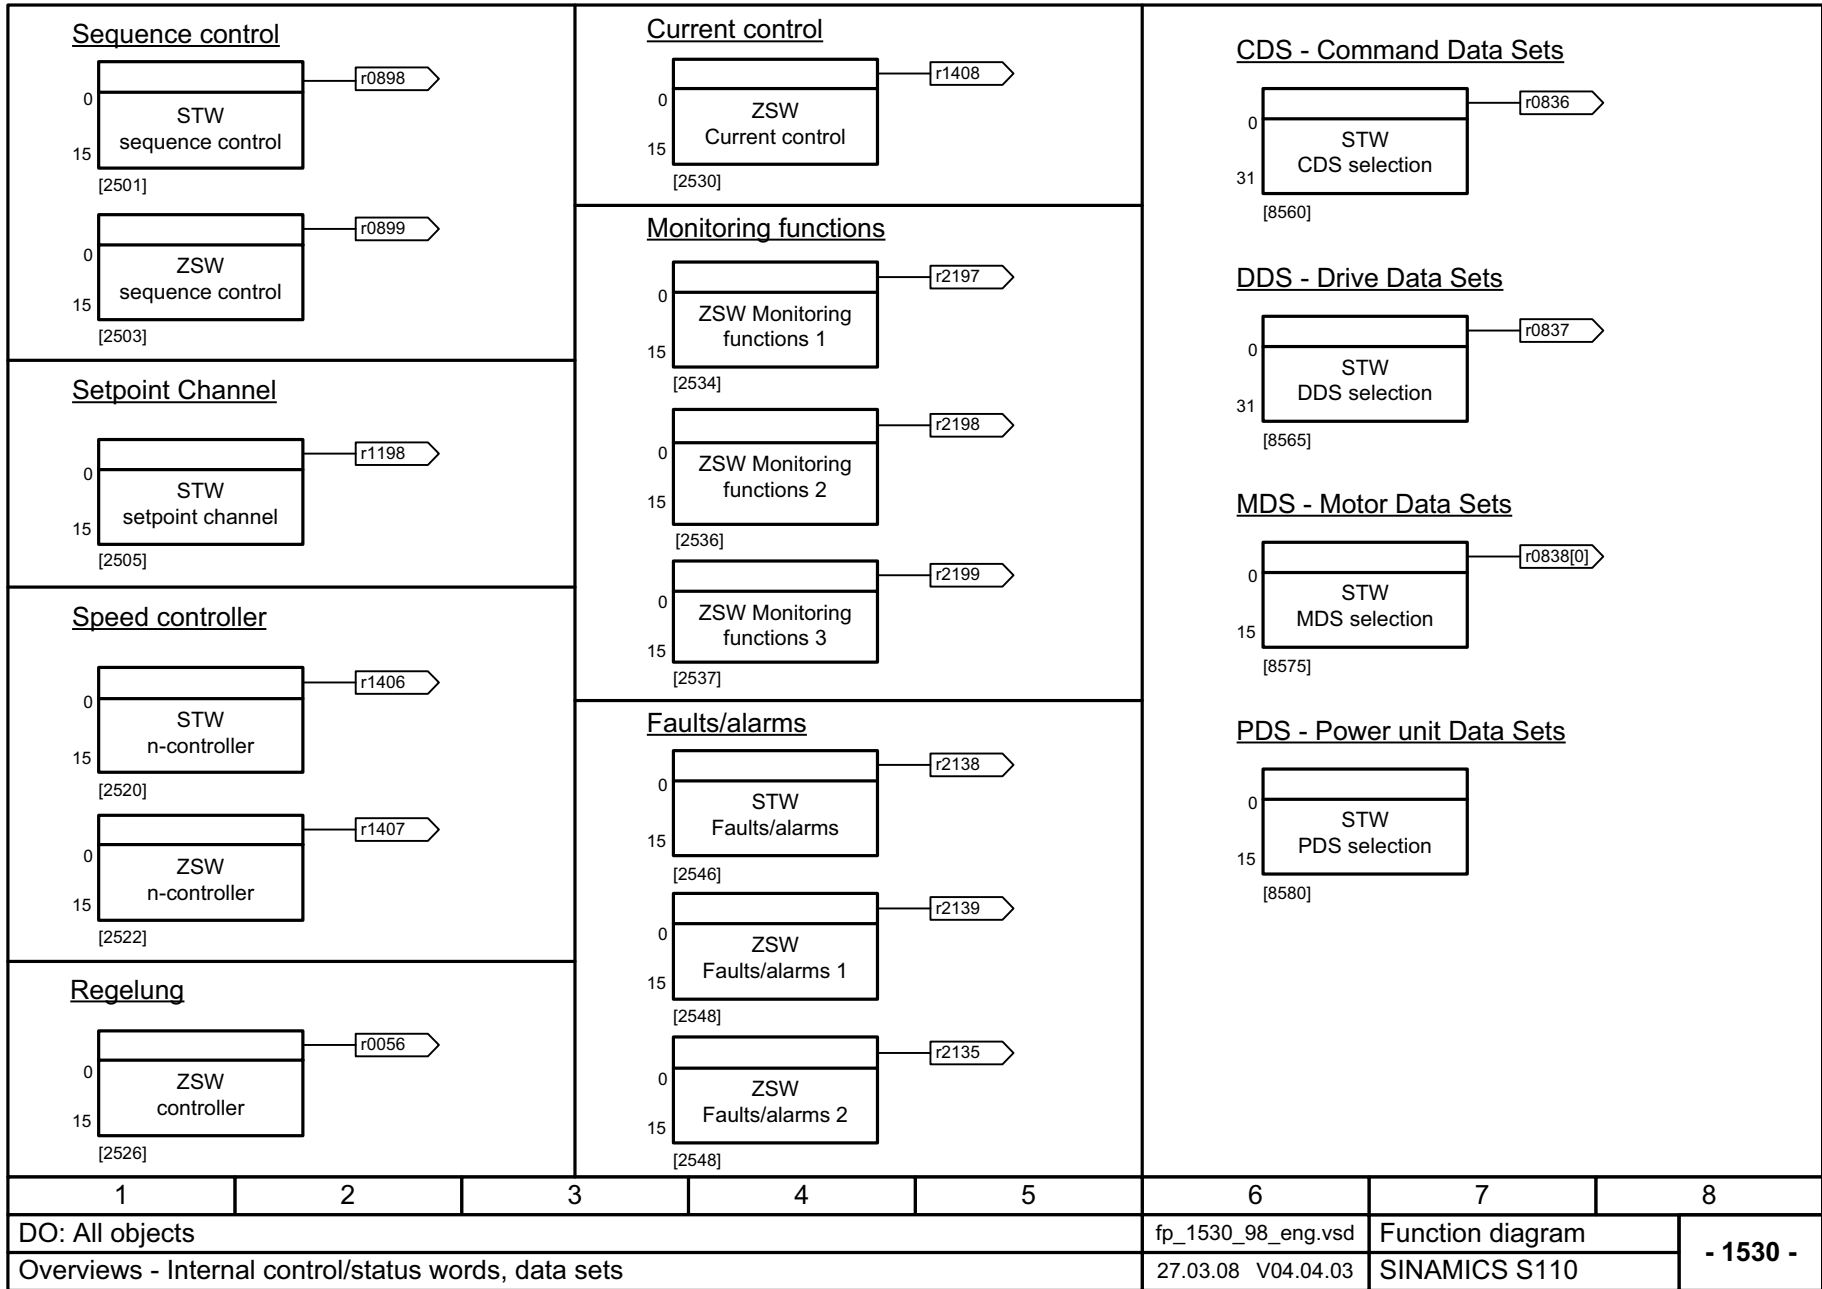 Sequence control
r0898
0
STW
sequence control
15
[2501]
r0899
0
ZSW
sequence control
15
[2503]
Setpoint Channel
r1198
0
STW
setpoint channel
15
[2505]
Speed controller
r1406
0
STW
n-controller
15
[2520]
r1407
0
ZSW
n-controller
15
[2522]
Regelung
r0056
0
ZSW
controller
15
[2526]
Current control
r1408
0
ZSW
Current control
15
[2530]
Monitoring functions
r2197
0
ZSW Monitoring
functions 1
15
[2534]
r2198
0
ZSW Monitoring
functions 2
15
[2536]
r2199
0
ZSW Monitoring
functions 3
15
[2537]
Faults/alarms
r2138
0
STW
Faults/alarms
15
[2546]
r2139
0
ZSW
Faults/alarms 1
15
[2548]
r2135
0
ZSW
Faults/alarms 2
15
[2548]
CDS - Command Data Sets
r0836
0
STW
CDS selection
31
[8560]
DDS - Drive Data Sets
r0837
0
STW
DDS selection
31
[8565]
MDS - Motor Data Sets
r0838[0]
0
STW
MDS selection
15
[8575]
PDS - Power unit Data Sets
0
STW
PDS selection
15
[8580]
1 2 3 4 5 6 7 8
DO: All objects
fp_1530_98_eng.vsd
Function diagram
- 1530 -
Overviews - Internal control/status words, data sets
27.03.08 V04.04.03
SINAMICS S110